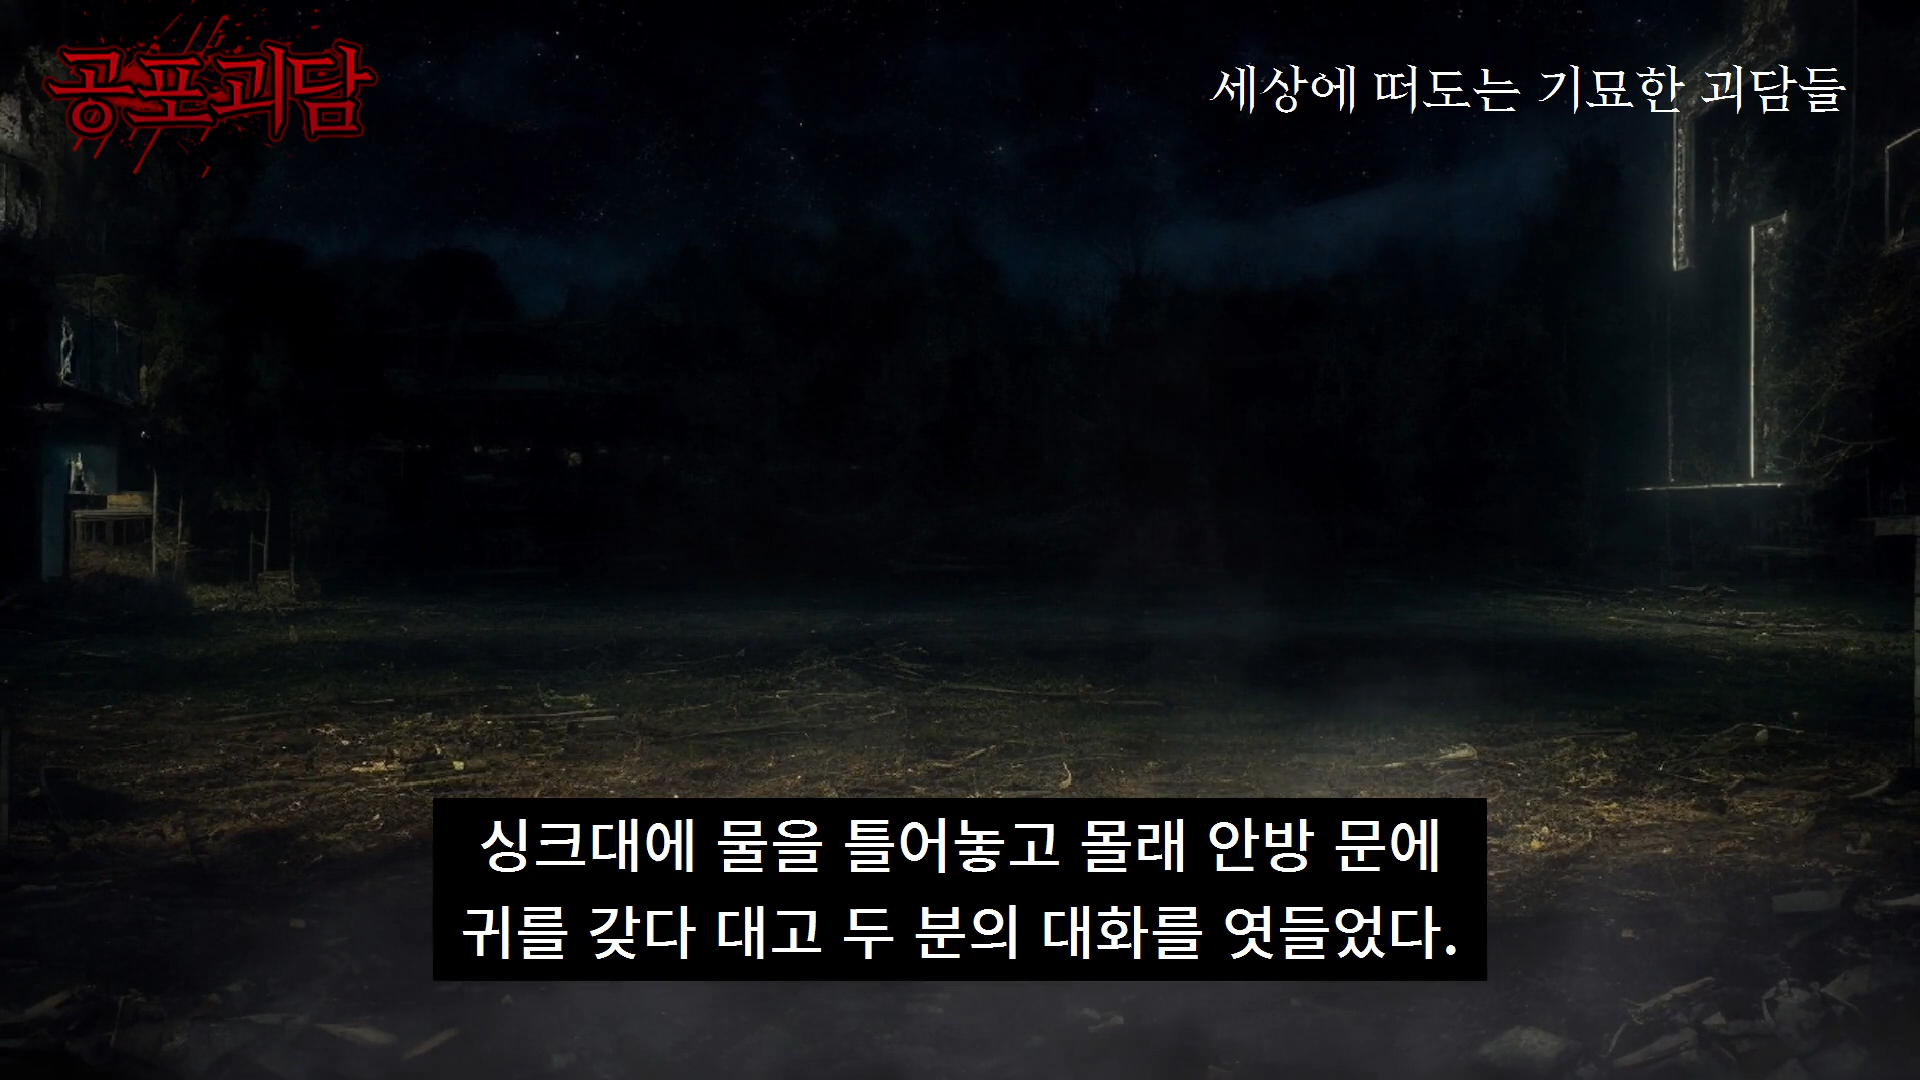 공포괴담
세상에 떠도는 기묘한 괴담들
싱크대에 물을 틀어놓고 몰래 안방 문에
귀를 갖다 대고 두 분의 대화를 엿들었다.